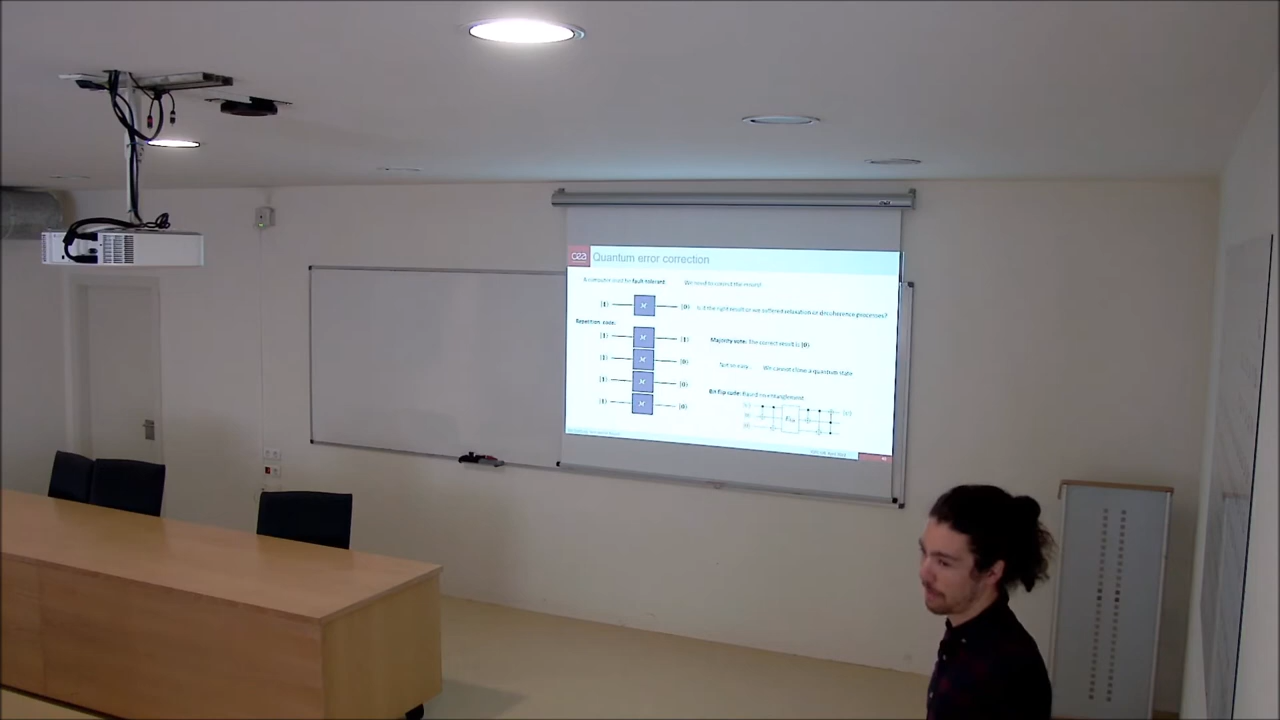 cea
Quantum error correction
A computer must be fault tolerant We need to correct the errors!
|1⟩ X |0⟩ Is it the right result or we suffered relaxation or decoherence processes?
Repetition code:
|1⟩ X |1⟩
Majority vote: The correct result is |0⟩
|1⟩ X |0⟩
Not so easy... We cannot clone a quantum state
|1⟩ X |0⟩
Bit flip code: Based on entanglement
|1⟩ X |0⟩
|0⟩
|0⟩